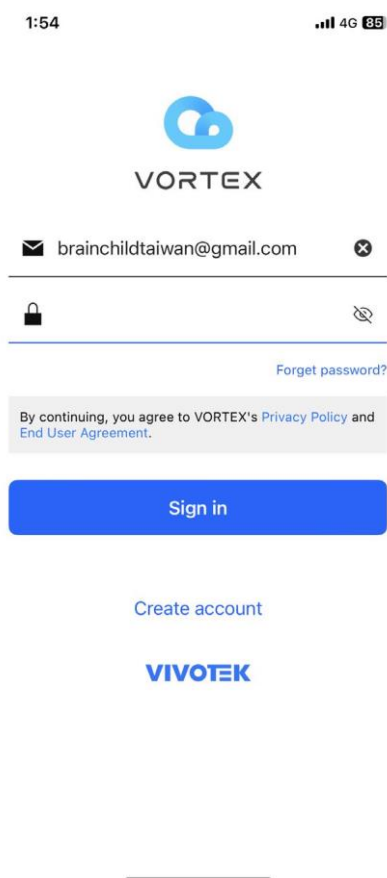 1:54 4G 85
VORTEX
brainchildtaiwan@gmail.com
Forget password?
By continuing, you agree to VORTEX's Privacy Policy and
End User Agreement.
Sign in
Create account
VIVOTEK